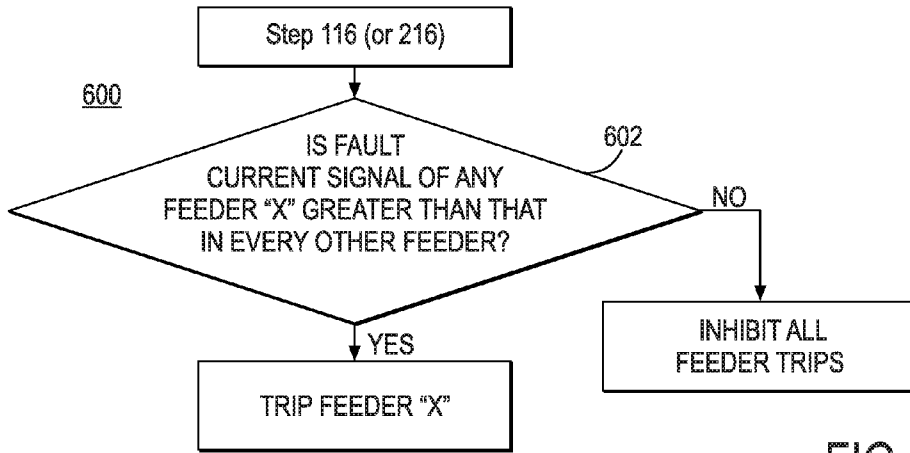 Step 116 (or 216)
600
602
IS FAULT
CURRENT SIGNAL OF ANY
FEEDER "X" GREATER THAN THAT
IN EVERY OTHER FEEDER?
NO
YES
INHIBIT ALL
FEEDER TRIPS
TRIP FEEDER "X"